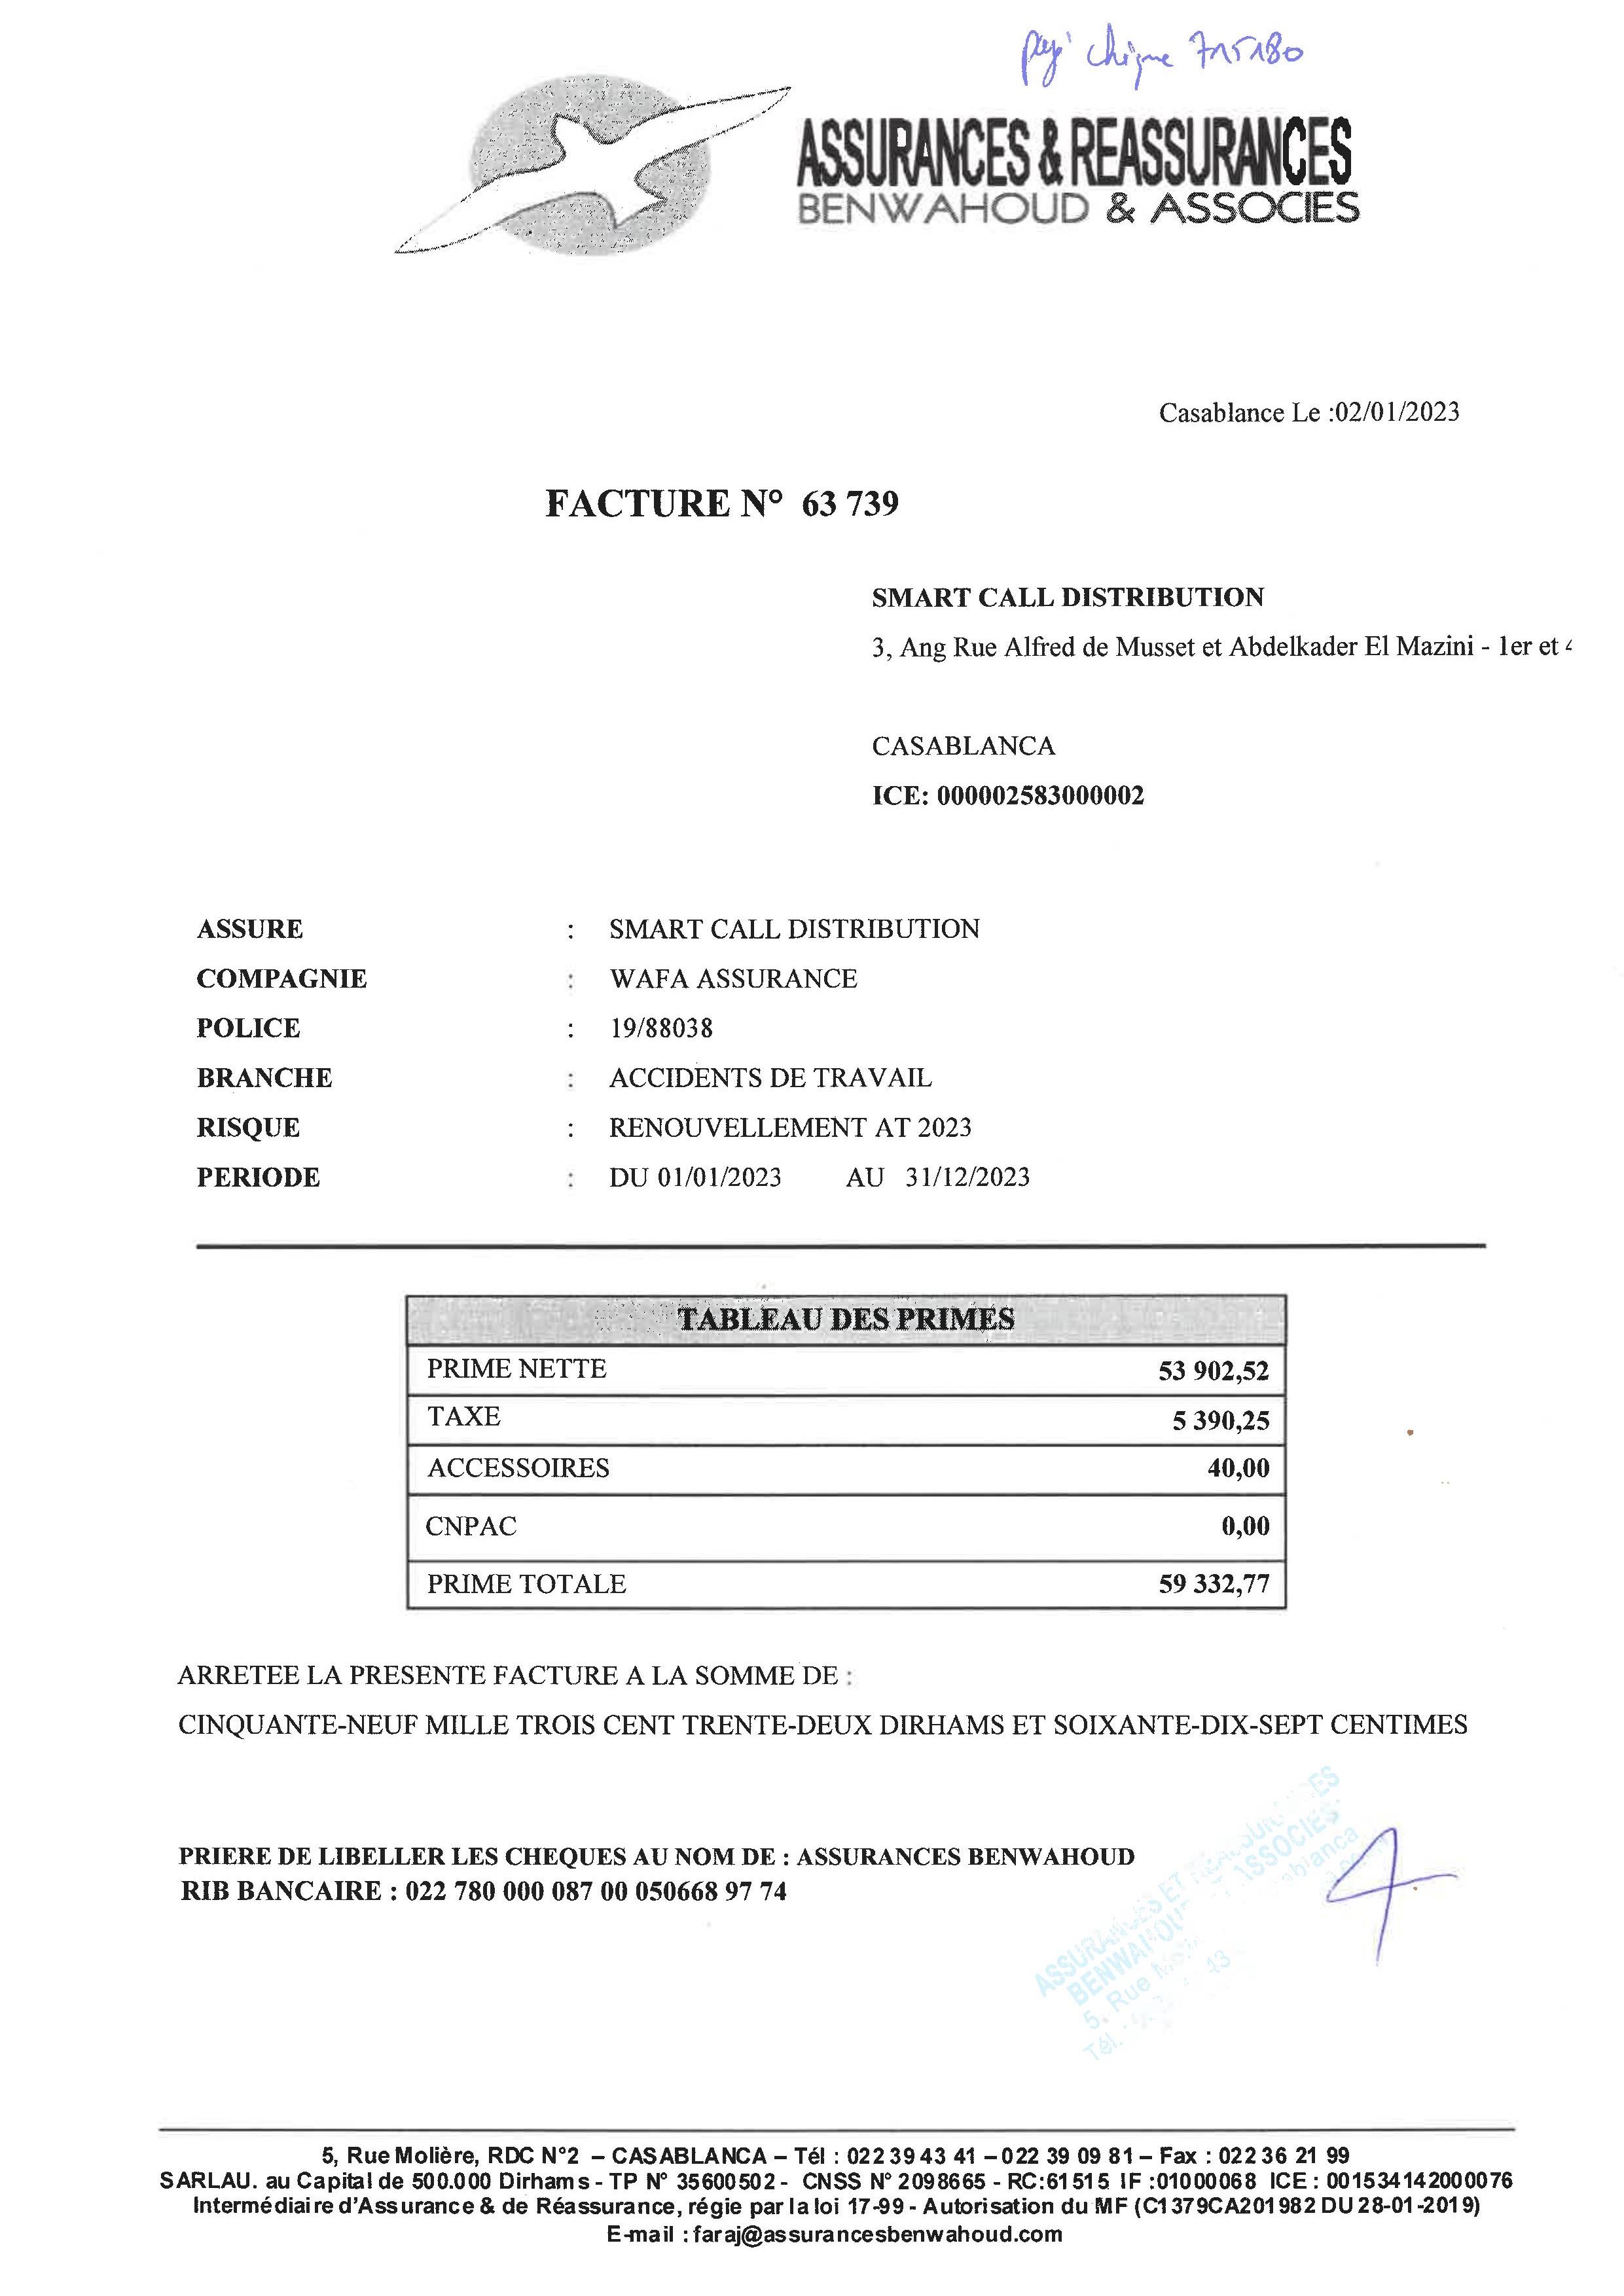 payé chèque 715180
ASSURANCES & REASSURANCES
BENWAHOUD & ASSOCIES
Casablance Le :02/01/2023
FACTURE N° 63 739
SMART CALL DISTRIBUTION
3, Ang Rue Alfred de Musset et Abdelkader El Mazini - 1er et
CASABLANCA
ICE: 000002583000002
ASSURE : SMART CALL DISTRIBUTION
COMPAGNIE : WAFA ASSURANCE
POLICE : 19/88038
BRANCHE : ACCIDENTS DE TRAVAIL
RISQUE : RENOUVELLEMENT AT 2023
PERIODE : DU 01/01/2023 AU 31/12/2023
TABLEAU DES PRIMES
PRIME NETTE 53 902,52
TAXE 5 390,25
ACCESSOIRES 40,00
CNPAC 0,00
PRIME TOTALE 59 332,77
ARRETEE LA PRESENTE FACTURE A LA SOMME DE :
CINQUANTE-NEUF MILLE TROIS CENT TRENTE-DEUX DIRHAMS ET SOIXANTE-DIX-SEPT CENTIMES
PRIERE DE LIBELLER LES CHEQUES AU NOM DE : ASSURANCES BENWAHOUD
RIB BANCAIRE : 022 780 000 087 00 050668 97 74
ASSURANCES ET
BENWAHOUD ASSOCIES
5, Rue
Tél.
5, Rue Molière, RDC N°2 – CASABLANCA – Tél : 022 39 43 41 – 022 39 09 81 – Fax : 022 36 21 99
SARLAU. au Capital de 500.000 Dirhams - TP N° 35600502 - CNSS N° 2098665 - RC:61515 IF :01000068 ICE : 001534142000076
Intermédiaire d'Assurance & de Réassurance, régie par la loi 17-99 - Autorisation du MF (C1379CA201982 DU 28-01-2019)
E-mail : faraj@assurancesbenwahoud.com